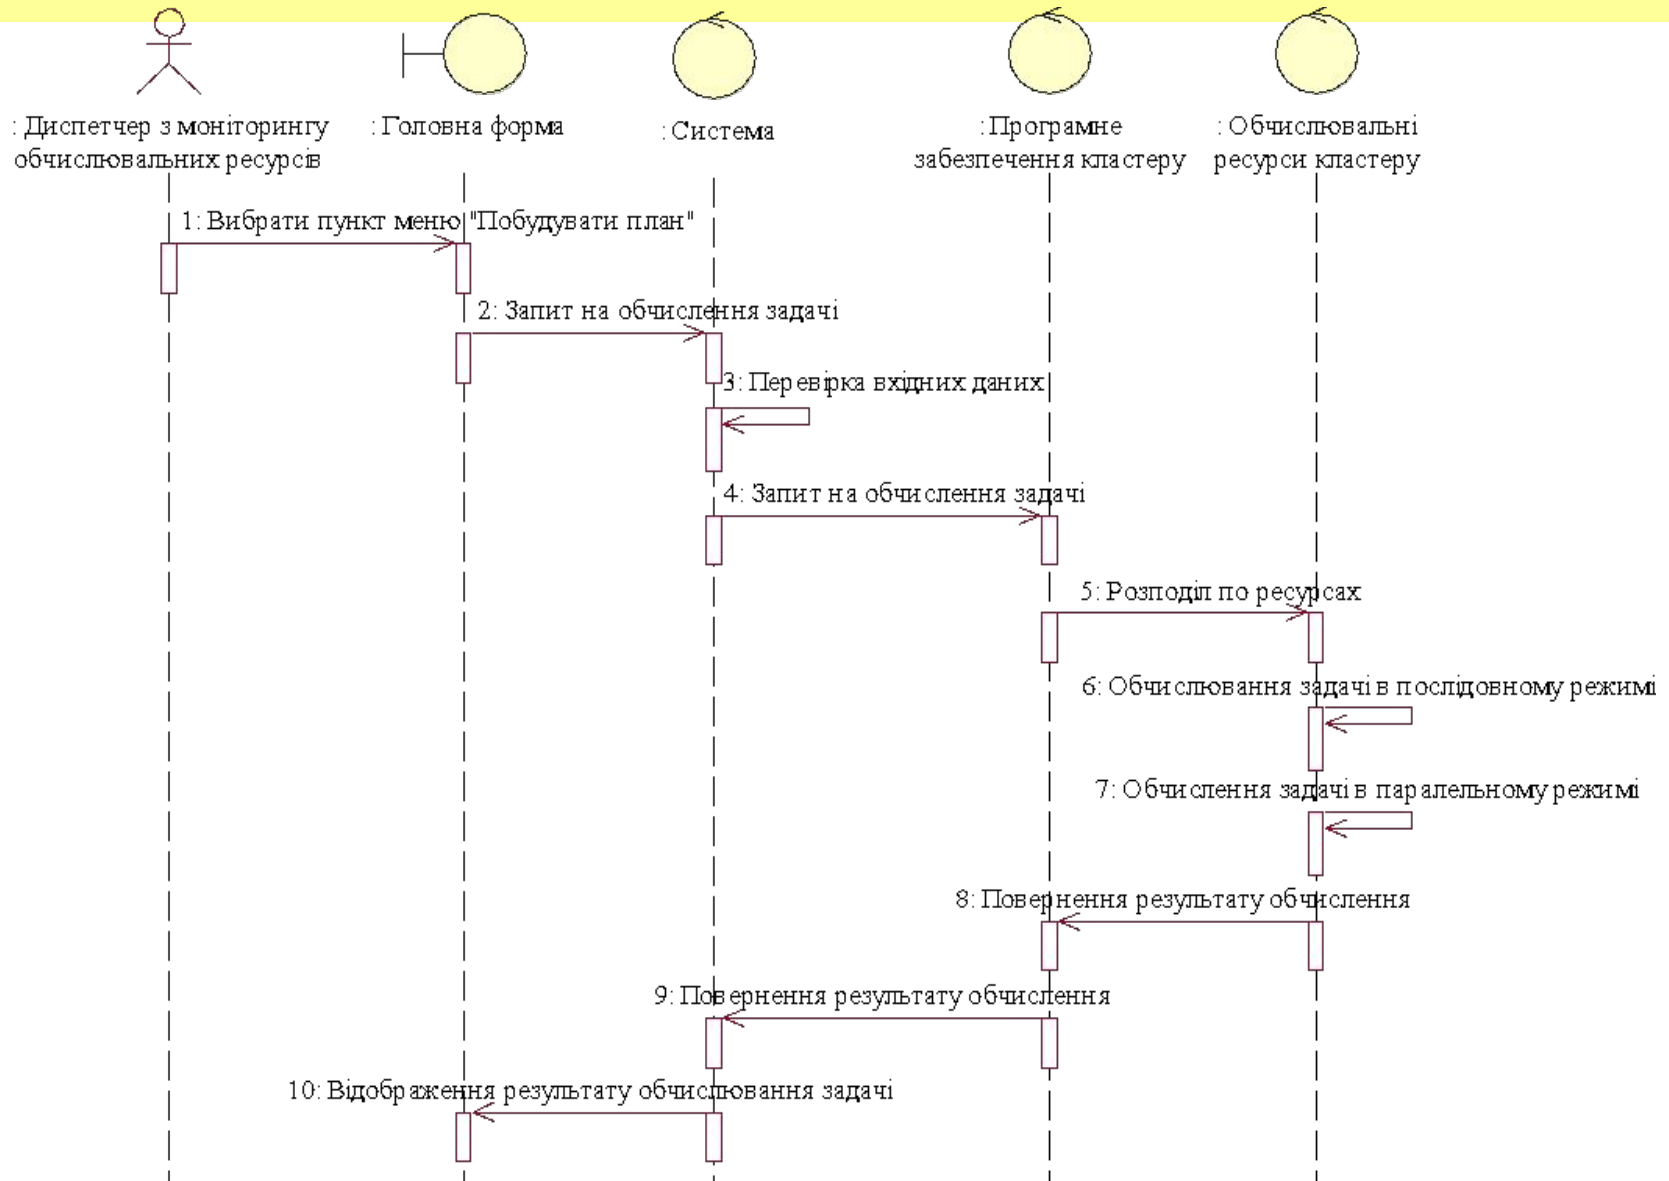 : Диспетчер з моніторингу
обчислювальних ресурсів
: Головна форма
: Система
: Програмне
забезпечення кластеру
: Обчислювальні
ресурси кластеру
1: Вибрати пункт меню "Побудувати план"
2: Запит на обчислення задачі
3: Перевірка вхідних даних
4: Запит на обчислення задачі
5: Розподіл по ресурсах
6: Обчислювання задачі в послідовному режимі
7: Обчислення задачі в паралельному режимі
8: Повернення результату обчислення
9: Повернення результату обчислення
10: Відображення результату обчислювання задачі